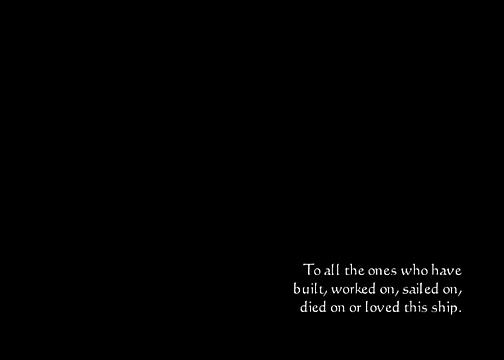 To all the ones who have
built, worked on, sailed on,
died on or loved this ship.